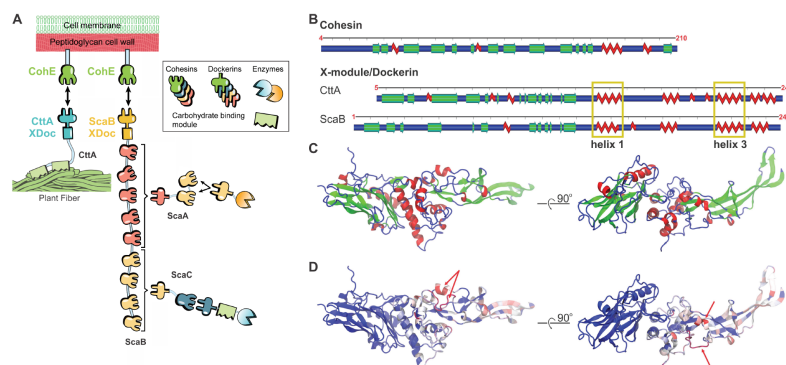 A
Cell membrane
Peptidoglycan cell wall
CohE
CohE
CttA
XDoc
ScaB
XDoc
CttA
Plant Fiber
Cohesins
Dockerins
Enzymes
Carbohydrate binding
module
ScaA
ScaC
ScaB
B
Cohesin
4
210
X-module/Dockerin
CttA
5
24
ScaB
1
24
helix 1
helix 3
C
90°
D
90°